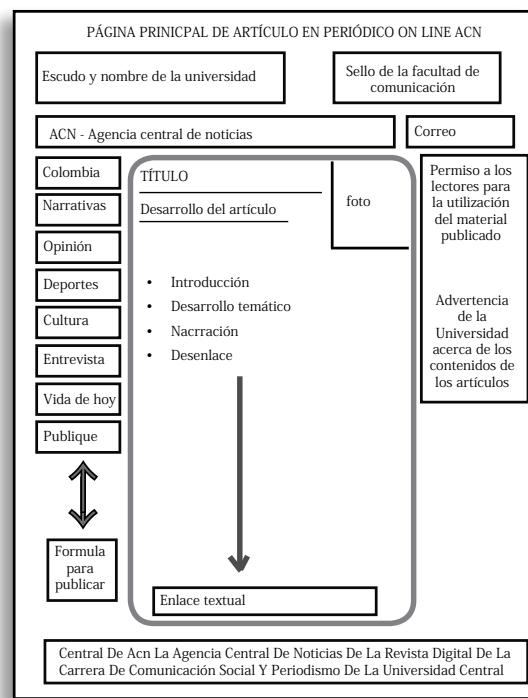 PÁGINA PRINICPAL DE ARTÍCULO EN PERIÓDICO ON LINE ACN
Escudo y nombre de la universidad
Sello de la facultad de
comunicación
ACN - Agencia central de noticias
Correo
Colombia
Narrativas
Opinión
Deportes
Cultura
Entrevista
Vida de hoy
Publique
Formula
para
publicar
TÍTULO
Desarrollo del artículo
foto
• Introducción
• Desarrollo temático
• Nacrración
• Desenlace
Enlace textual
Permiso a los
lectores para
la utilización
del material
publicado
Advertencia
de la
Universidad
acerca de los
contenidos de
los artículos
Central De Acn La Agencia Central De Noticias De La Revista Digital De La
Carrera De Comunicación Social Y Periodismo De La Universidad Central